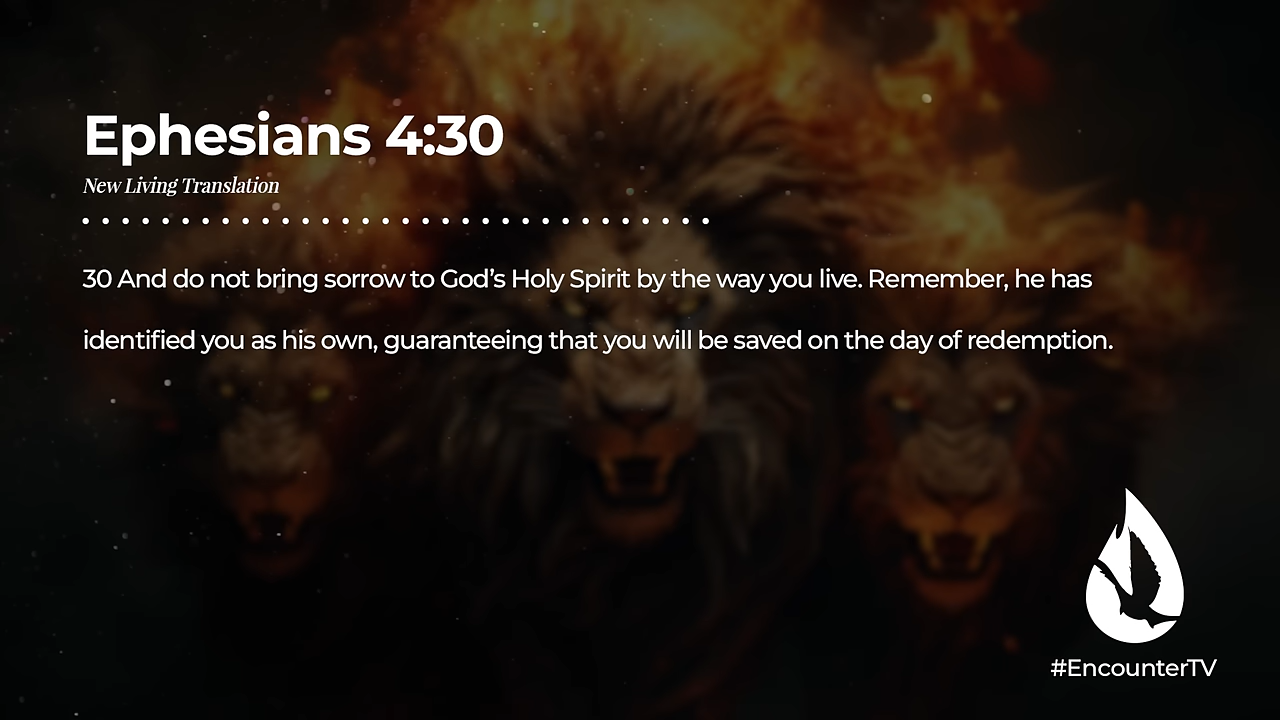 Ephesians 4:30
New Living Translation
30 And do not bring sorrow to God’s Holy Spirit by the way you live. Remember, he has
identified you as his own, guaranteeing that you will be saved on the day of redemption.
#EncounterTV